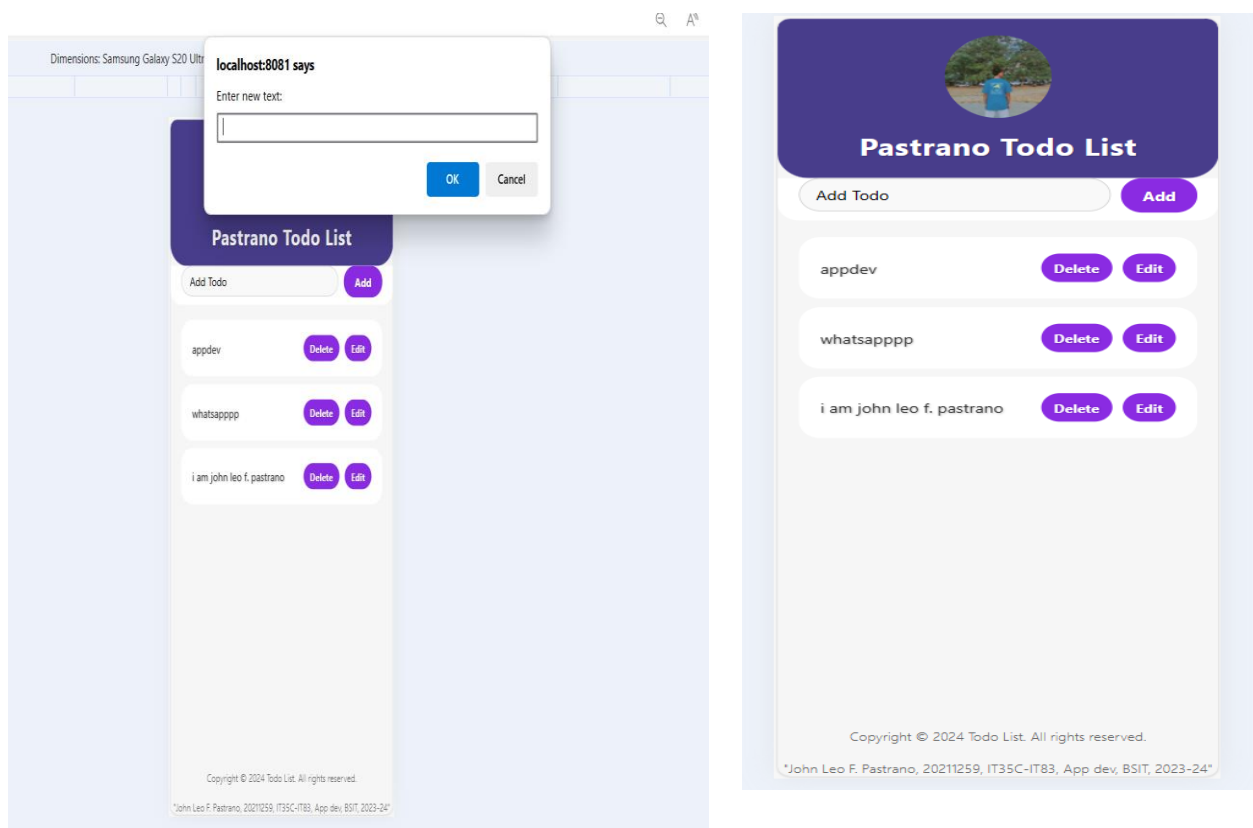 Dimensions: Samsung Galaxy S20 Ultr
localhost:8081 says
Enter new text:
OK Cancel
Pastrano Todo List
Add Todo Add
appdev Delete Edit
whatsapppp Delete Edit
i am john leo f. pastrano Delete Edit
Copyright © 2024 Todo List. All rights reserved.
"John Leo F. Pastrano, 20211259, IT35C-IT83, App dev, BSIT, 2023-24"
Pastrano Todo List
Add Todo Add
appdev Delete Edit
whatsapppp Delete Edit
i am john leo f. pastrano Delete Edit
Copyright © 2024 Todo List. All rights reserved.
"John Leo F. Pastrano, 20211259, IT35C-IT83, App dev, BSIT, 2023-24"